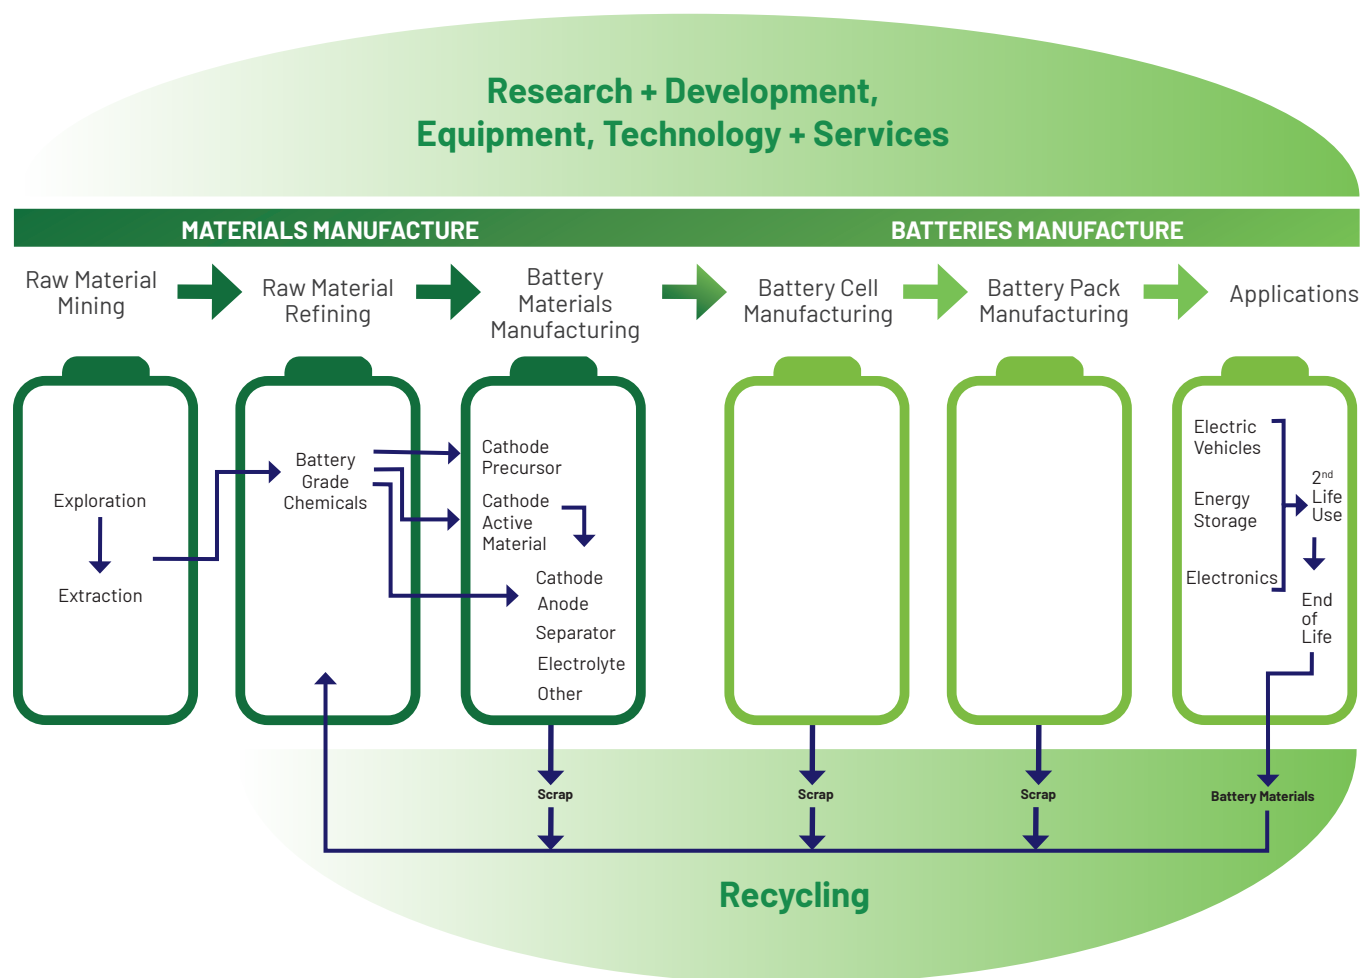 Research + Development,
Equipment, Technology + Services
MATERIALS MANUFACTURE
BATTERIES MANUFACTURE
Raw Material
Mining
Raw Material
Refining
Battery
Materials
Manufacturing
Battery Cell
Manufacturing
Battery Pack
Manufacturing
Applications
Exploration
Extraction
Battery
Grade
Chemicals
Cathode
Precursor
Cathode
Active
Material
Cathode
Anode
Separator
Electrolyte
Other
Electric
Vehicles
Energy
Storage
Electronics
2nd
Life
Use
End
of
Life
Scrap
Scrap
Scrap
Battery Materials
Recycling